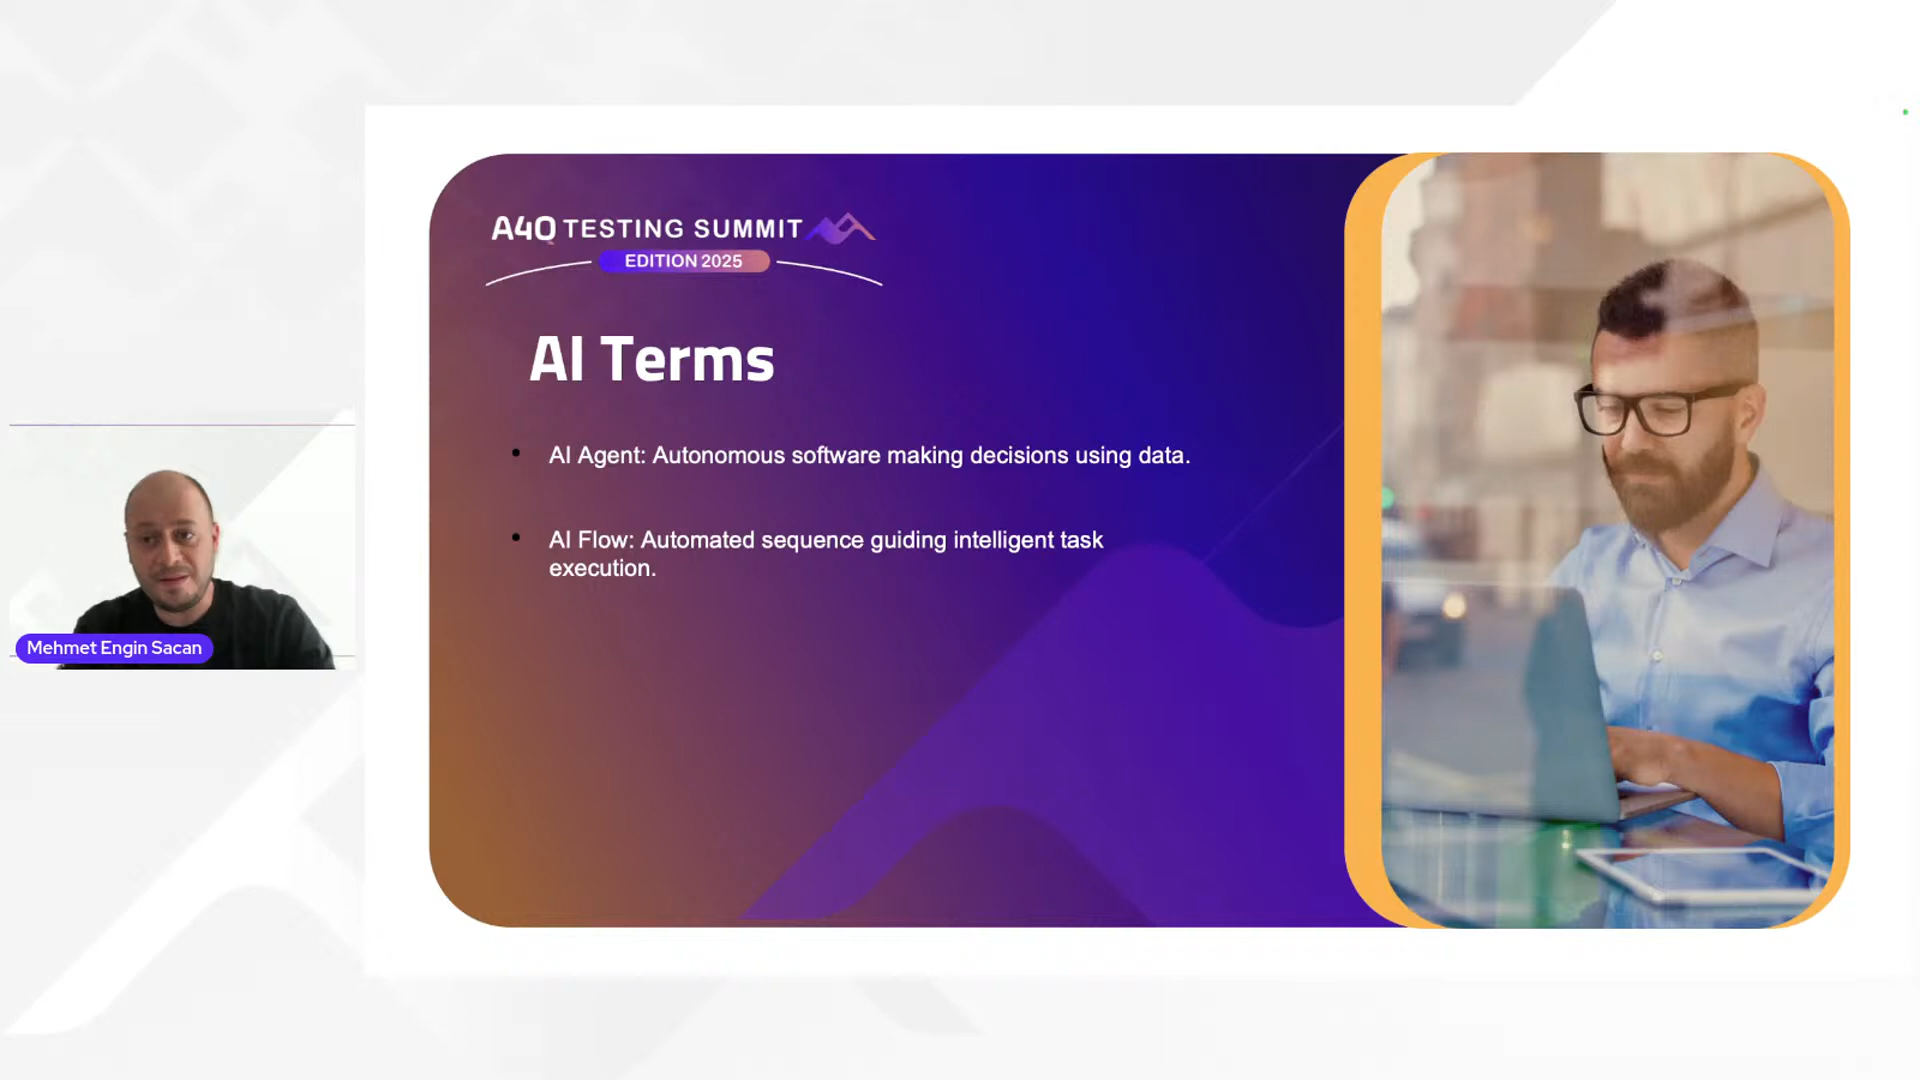 A4Q TESTING SUMMIT
EDITION 2025
AI Terms
• AI Agent: Autonomous software making decisions using data.
• AI Flow: Automated sequence guiding intelligent task
execution.
Mehmet Engin Sacan